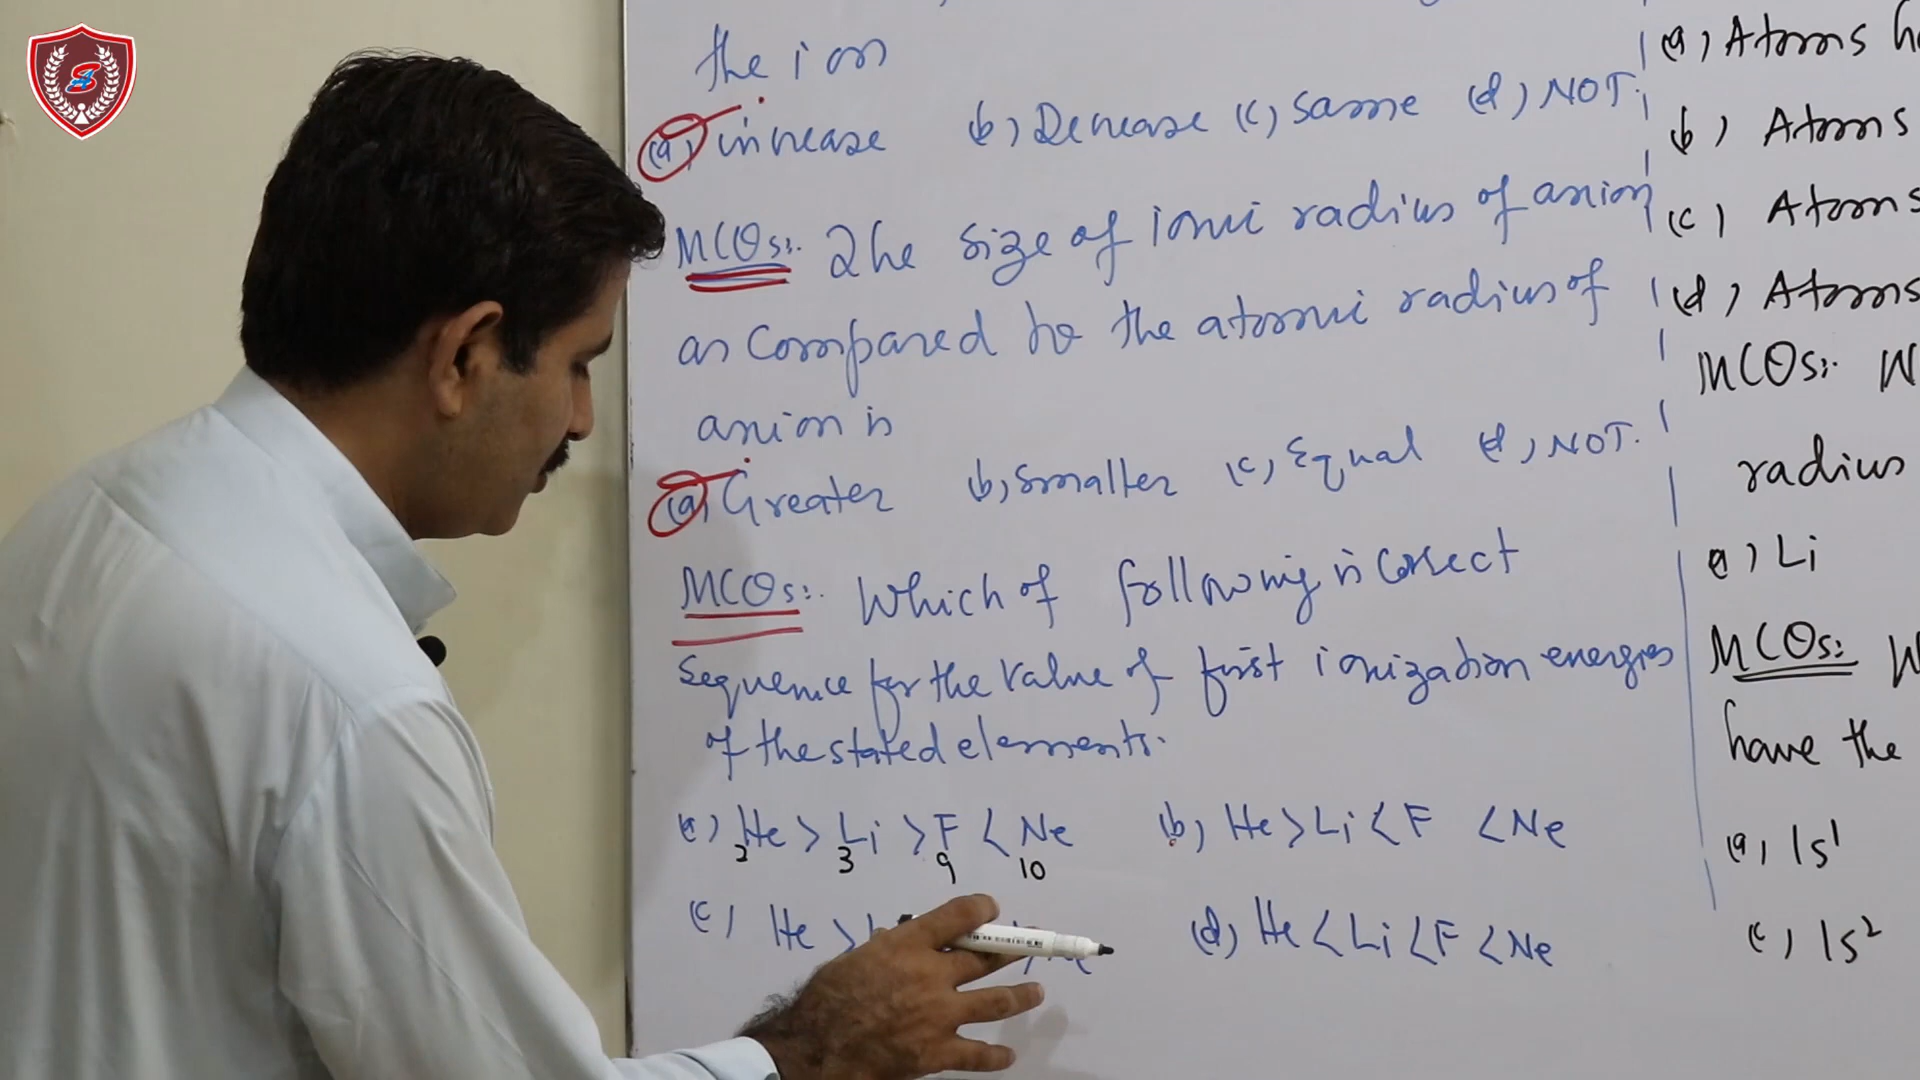 the ion
(a) increase b) Decrease (c) same (d) NOT.
MCQs:. The size of ionic radius of anion
as compared to the atomic radius of
anion is
(a) Greater b) smaller (c) Equal d) NOT.
MCQs:. Which of following is correct
Sequence for the value of first ionization energies
of the stated elements.
(a) He > Li > F < Ne (b) He > Li < F < Ne
2 3 9 10
(c) He > (d) He < Li < F < Ne
(a) Atoms
b) Atoms
(c) Atoms
(d) Atoms
MCQs:.
radius
a) Li
MCQs:
have the
(a) 1s¹
(c) 1s²